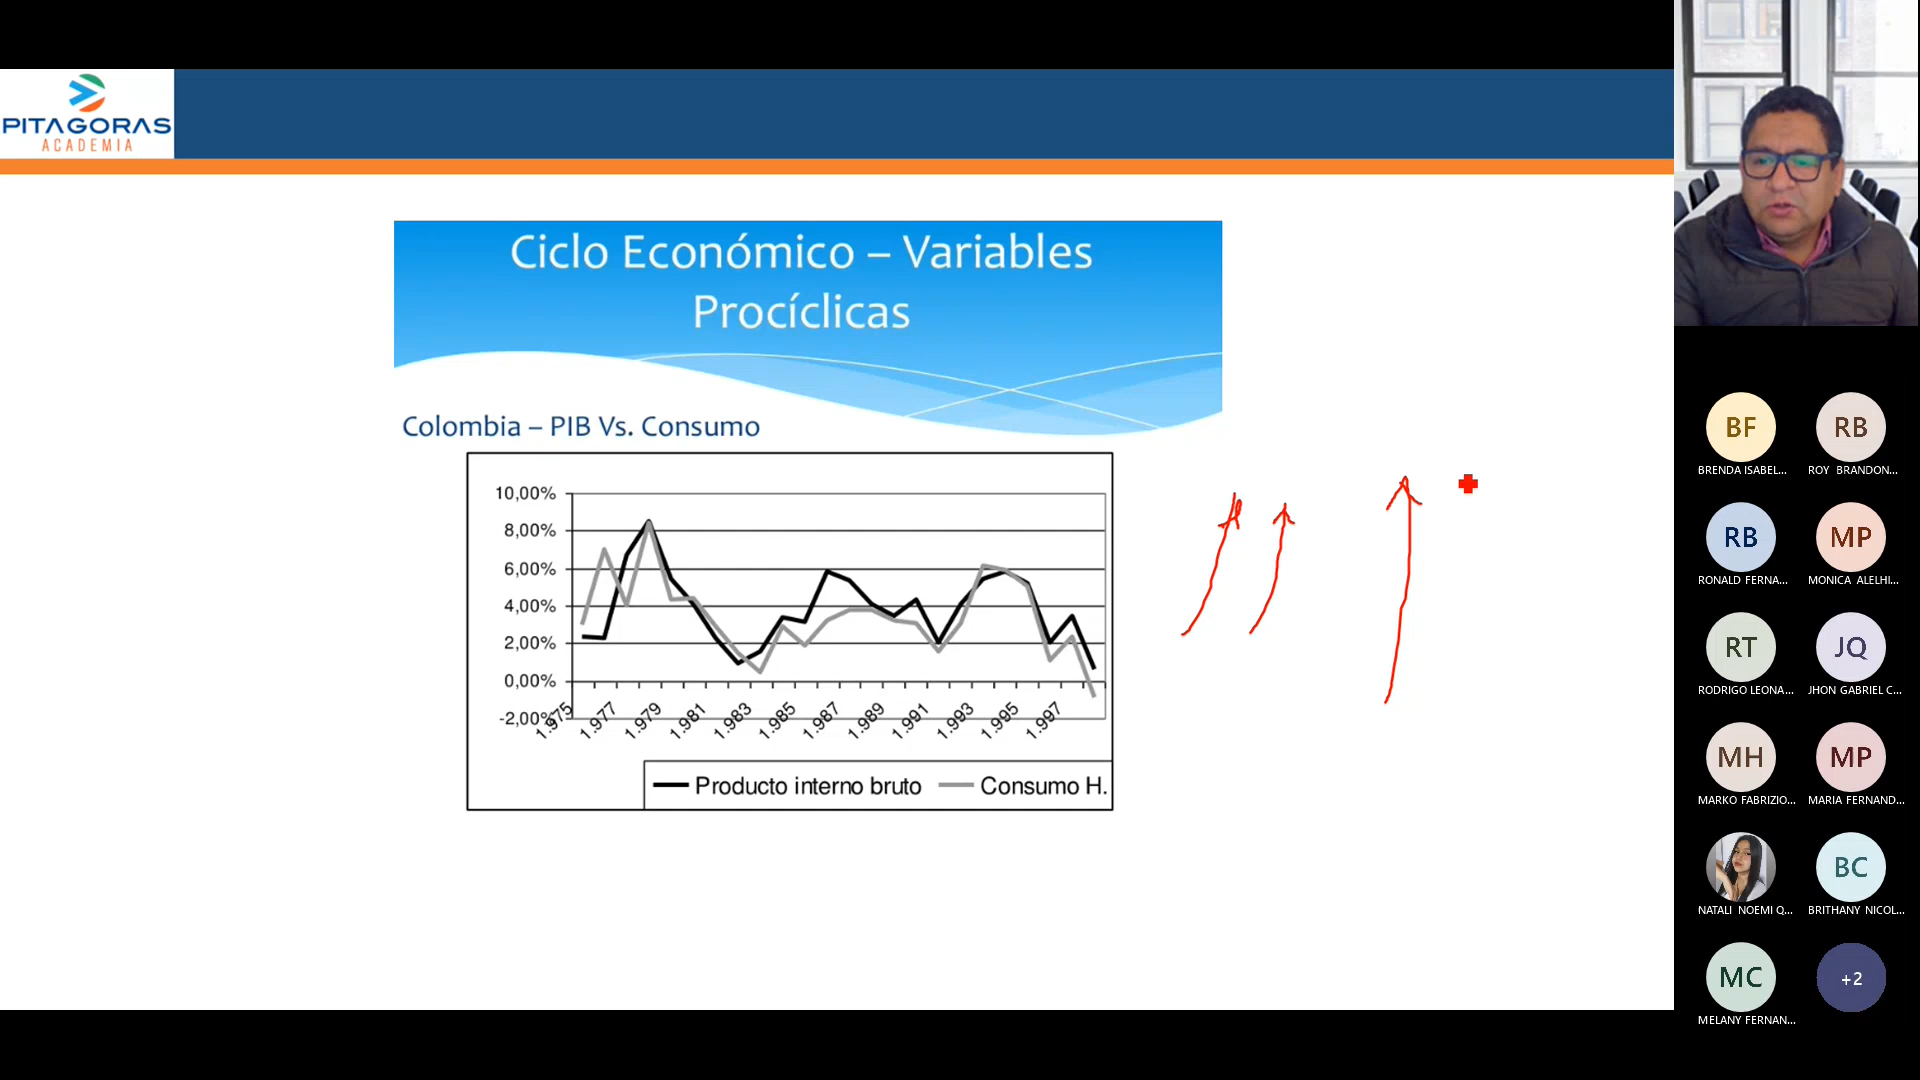 PITAGORAS
ACADEMIA
Ciclo Económico – Variables
Procíclicas
Colombia – PIB Vs. Consumo
10,00%
8,00%
6,00%
4,00%
2,00%
0,00%
-2,00%
1.975
1.977
1.979
1.981
1.983
1.985
1.987
1.989
1.991
1.993
1.995
1.997
Producto interno bruto
Consumo H.
BF
BRENDA ISABEL...
RB
ROY BRANDON...
RB
RONALD FERNA...
MP
MONICA ALELHI...
RT
RODRIGO LEONA...
JQ
JHON GABRIEL C...
MH
MARKO FABRIZIO...
MP
MARIA FERNAND...
NATALI NOEMI Q...
BC
BRITHANY NICOL...
MC
MELANY FERNAN...
+2